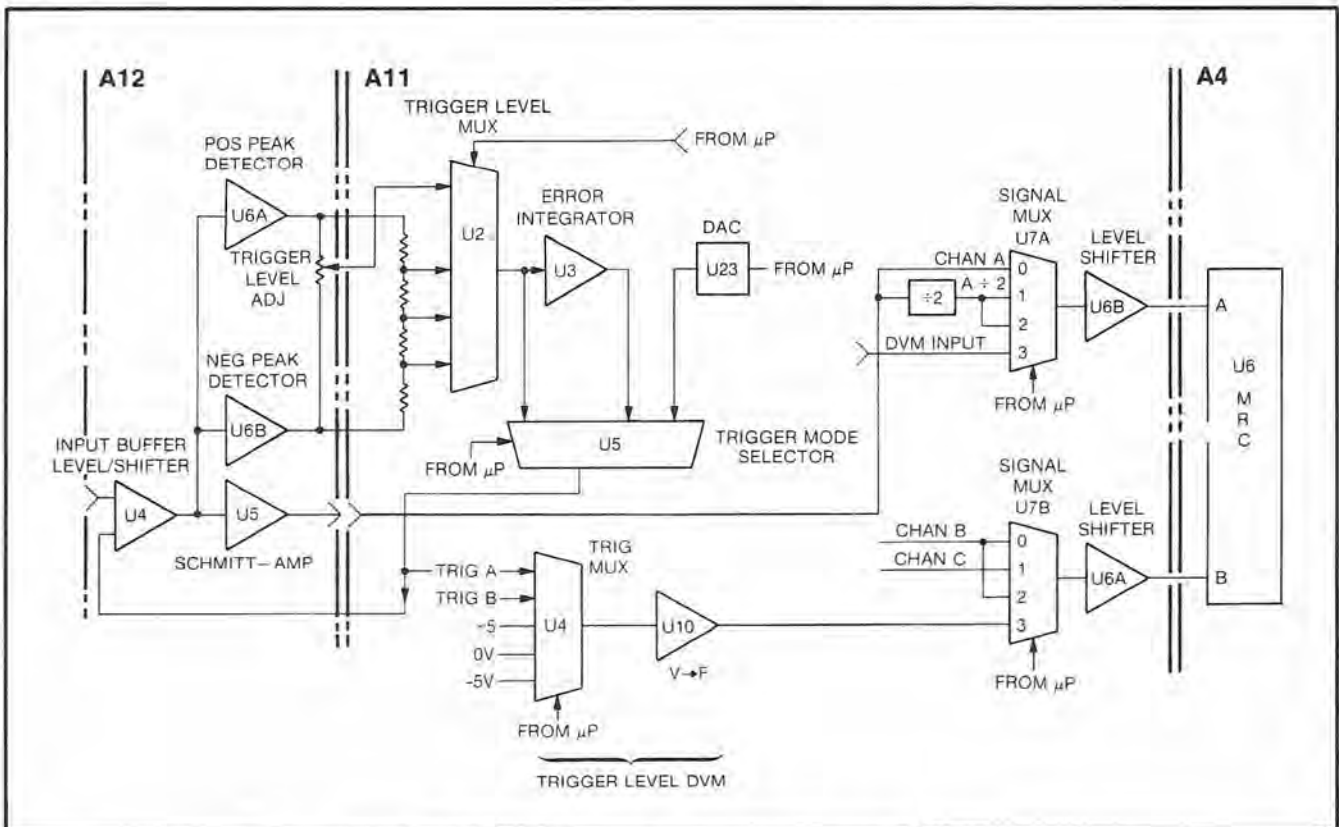 A12
A11
A4
TRIGGER LEVEL
MUX
FROM µP
POS PEAK
DETECTOR
U6A
TRIGGER
LEVEL
ADJ
U2
ERROR
INTEGRATOR
U3
DAC
U23
FROM µP
SIGNAL
MUX
U7A
LEVEL
SHIFTER
CHAN A
0
÷2
A ÷ 2
1
2
DVM INPUT
3
U6B
A
FROM µP
U6
M
R
C
NEG PEAK
DETECTOR
U6B
INPUT BUFFER
LEVEL/SHIFTER
U4
U5
SCHMITT–AMP
FROM µP
U5
TRIGGER MODE
SELECTOR
SIGNAL
MUX
U7B
LEVEL
SHIFTER
CHAN B
0
CHAN C
1
2
3
U6A
B
FROM µP
TRIG
MUX
TRIG A
TRIG B
-5
0V
-5V
U4
U10
V→F
FROM µP
TRIGGER LEVEL DVM